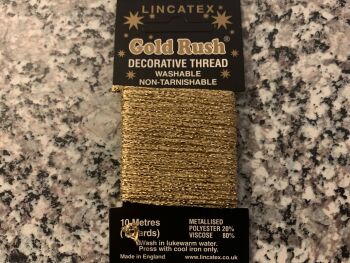 LINCATEX
Gold Rush®
DECORATIVE THREAD
WASHABLE
NON-TARNISHABLE
10 Metres
ards)
METALLISED
POLYESTER 20%
VISCOSE 80%
Wash in lukewarm water.
Press with cool iron only.
Made in England
www.lincatex.co.uk